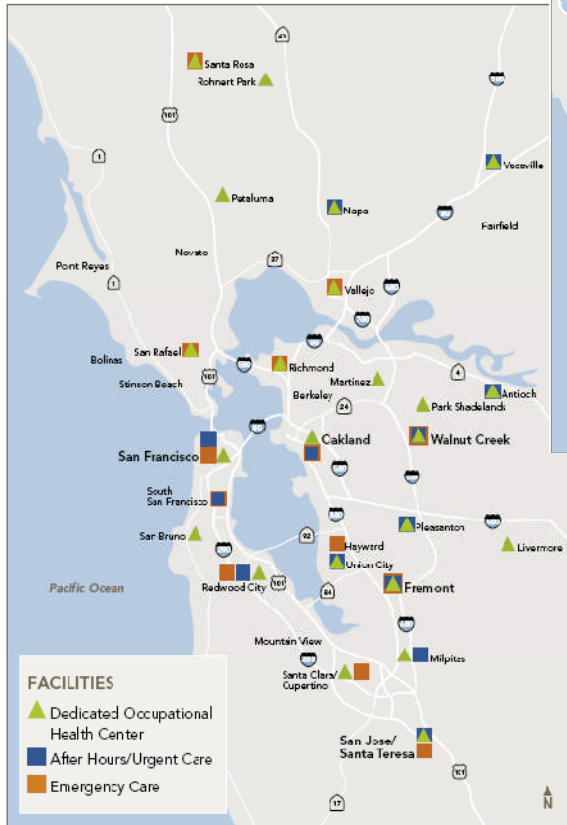 29
Santa Rosa
Rohnert Park
101
1
Vacaville
Petaluma
Napa
Fairfield
Novato
37
Point Reyes
1
Vallejo
San Rafael
Bolinas
Stinson Beach
101
Richmond
Martinez
4
Berkeley
24
Antioch
Park Shadelands
80
Oakland
Walnut Creek
San Francisco
South
San Francisco
Pleasanton
San Bruno
92
Hayward
Livermore
Union City
Redwood City
101
84
Fremont
Pacific Ocean
Mountain View
Milpitas
Santa Clara/
Cupertino
San Jose/
Santa Teresa
101
17
N
FACILITIES
Dedicated Occupational
Health Center
After Hours/Urgent Care
Emergency Care